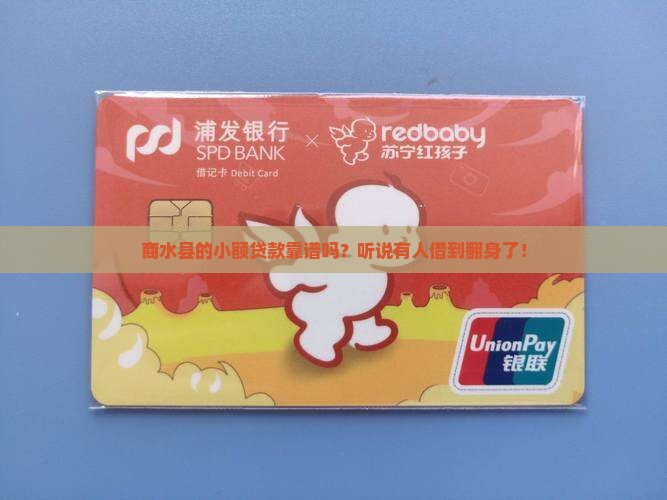 浦发银行
SPD BANK
借记卡 Debit Card
×
redbaby
苏宁红孩子
商水县的小额贷款靠谱吗?听说有人借到翻身了!
UnionPay
银联